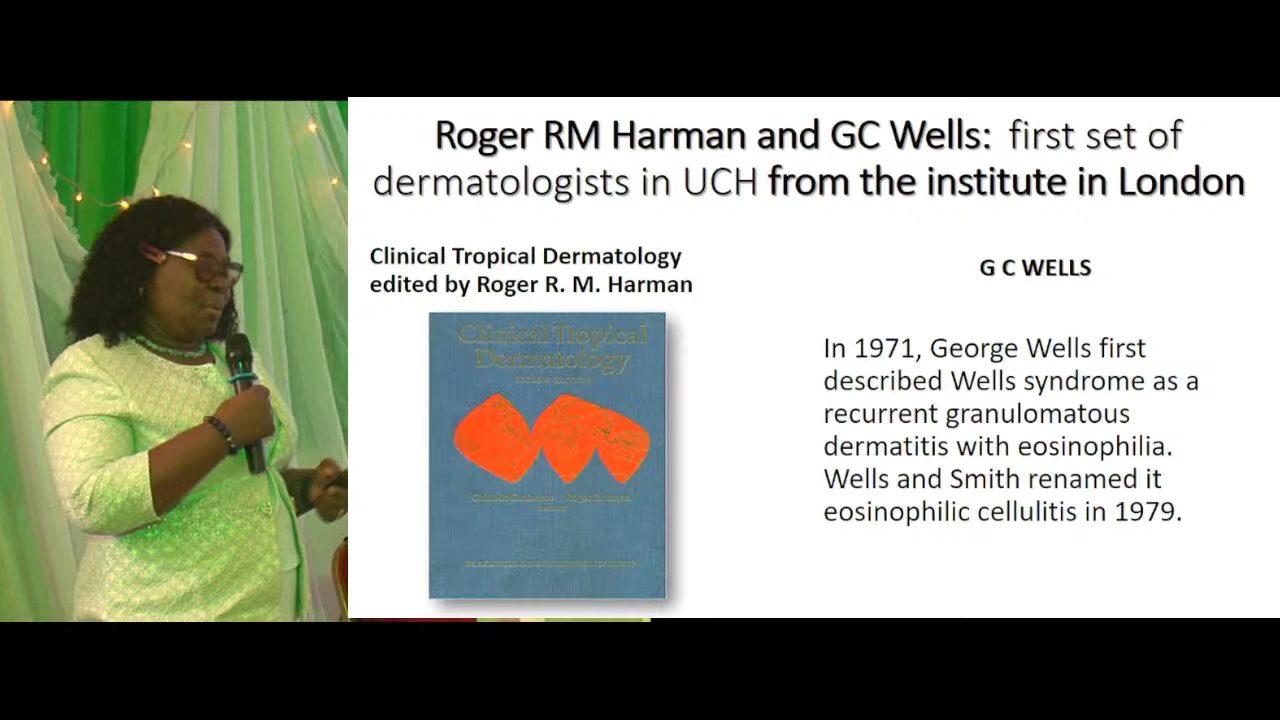 Roger RM Harman and GC Wells: first set of
dermatologists in UCH from the institute in London
Clinical Tropical Dermatology
edited by Roger R. M. Harman
Clinical Tropical
Dermatology
SECOND EDITION
G C WELLS
In 1971, George Wells first
described Wells syndrome as a
recurrent granulomatous
dermatitis with eosinophilia.
Wells and Smith renamed it
eosinophilic cellulitis in 1979.